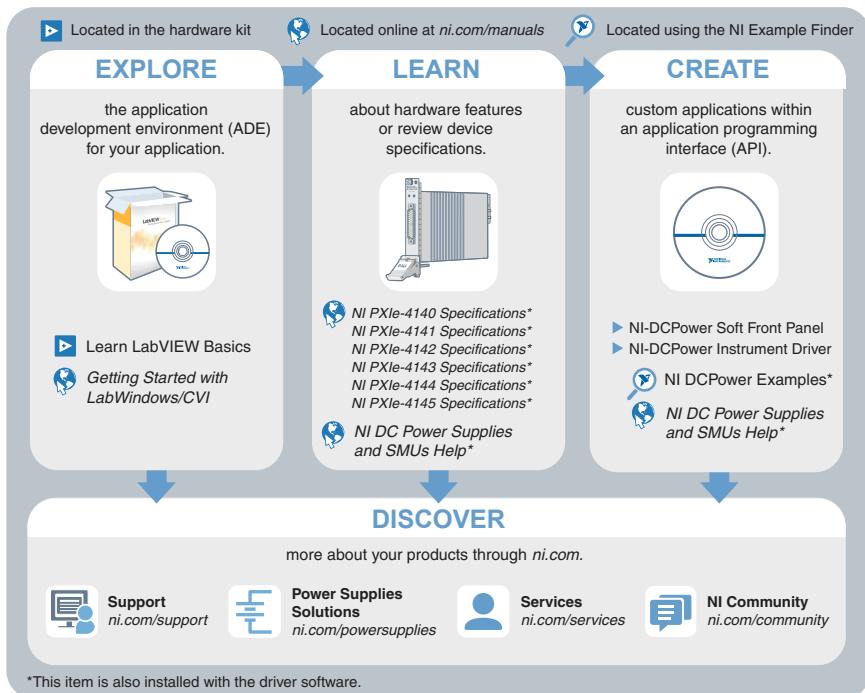 Located in the hardware kit
Located online at ni.com/manuals
Located using the NI Example Finder
EXPLORE
the application
development environment (ADE)
for your application.
LabVIEW
Learn LabVIEW Basics
Getting Started with
LabWindows/CVI
LEARN
about hardware features
or review device
specifications.
NI PXIe-4140 Specifications*
NI PXIe-4141 Specifications*
NI PXIe-4142 Specifications*
NI PXIe-4143 Specifications*
NI PXIe-4144 Specifications*
NI PXIe-4145 Specifications*
NI DC Power Supplies
and SMUs Help*
CREATE
custom applications within
an application programming
interface (API).
NI-DCPower Soft Front Panel
NI-DCPower Instrument Driver
NI DCPower Examples*
NI DC Power Supplies
and SMUs Help*
DISCOVER
more about your products through ni.com.
Support
ni.com/support
Power Supplies
Solutions
ni.com/powersupplies
Services
ni.com/services
NI Community
ni.com/community
*This item is also installed with the driver software.